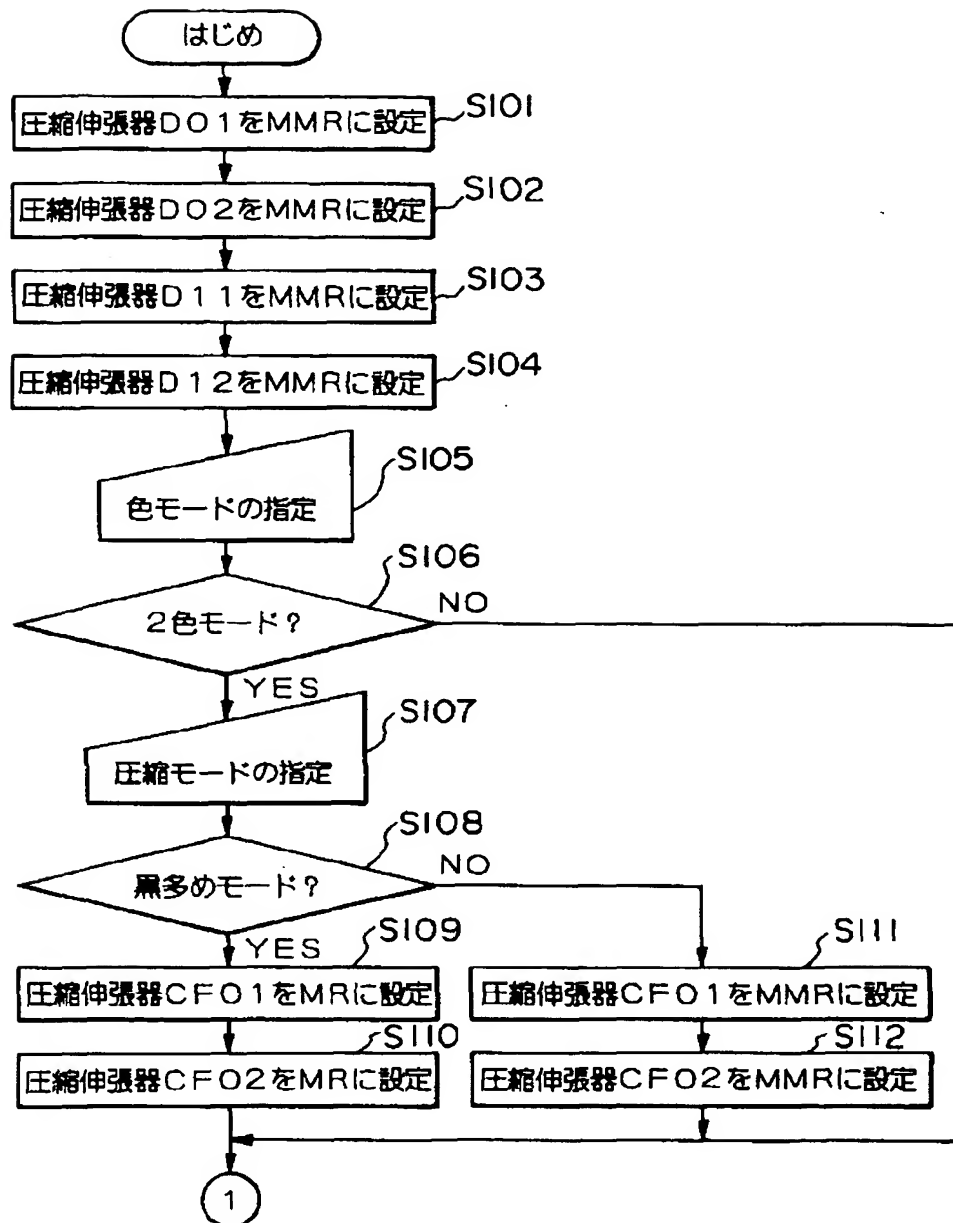 はじめ
圧縮伸張器D01をMMRに設定
S101
圧縮伸張器D02をMMRに設定
S102
圧縮伸張器D11をMMRに設定
S103
圧縮伸張器D12をMMRに設定
S104
色モードの指定
S105
2色モード?
S106
NO
YES
圧縮モードの指定
S107
黒多めモード?
S108
NO
YES
圧縮伸張器CF01をMRに設定
S109
圧縮伸張器CF01をMMRに設定
S111
圧縮伸張器CF02をMRに設定
S110
圧縮伸張器CF02をMMRに設定
S112
1